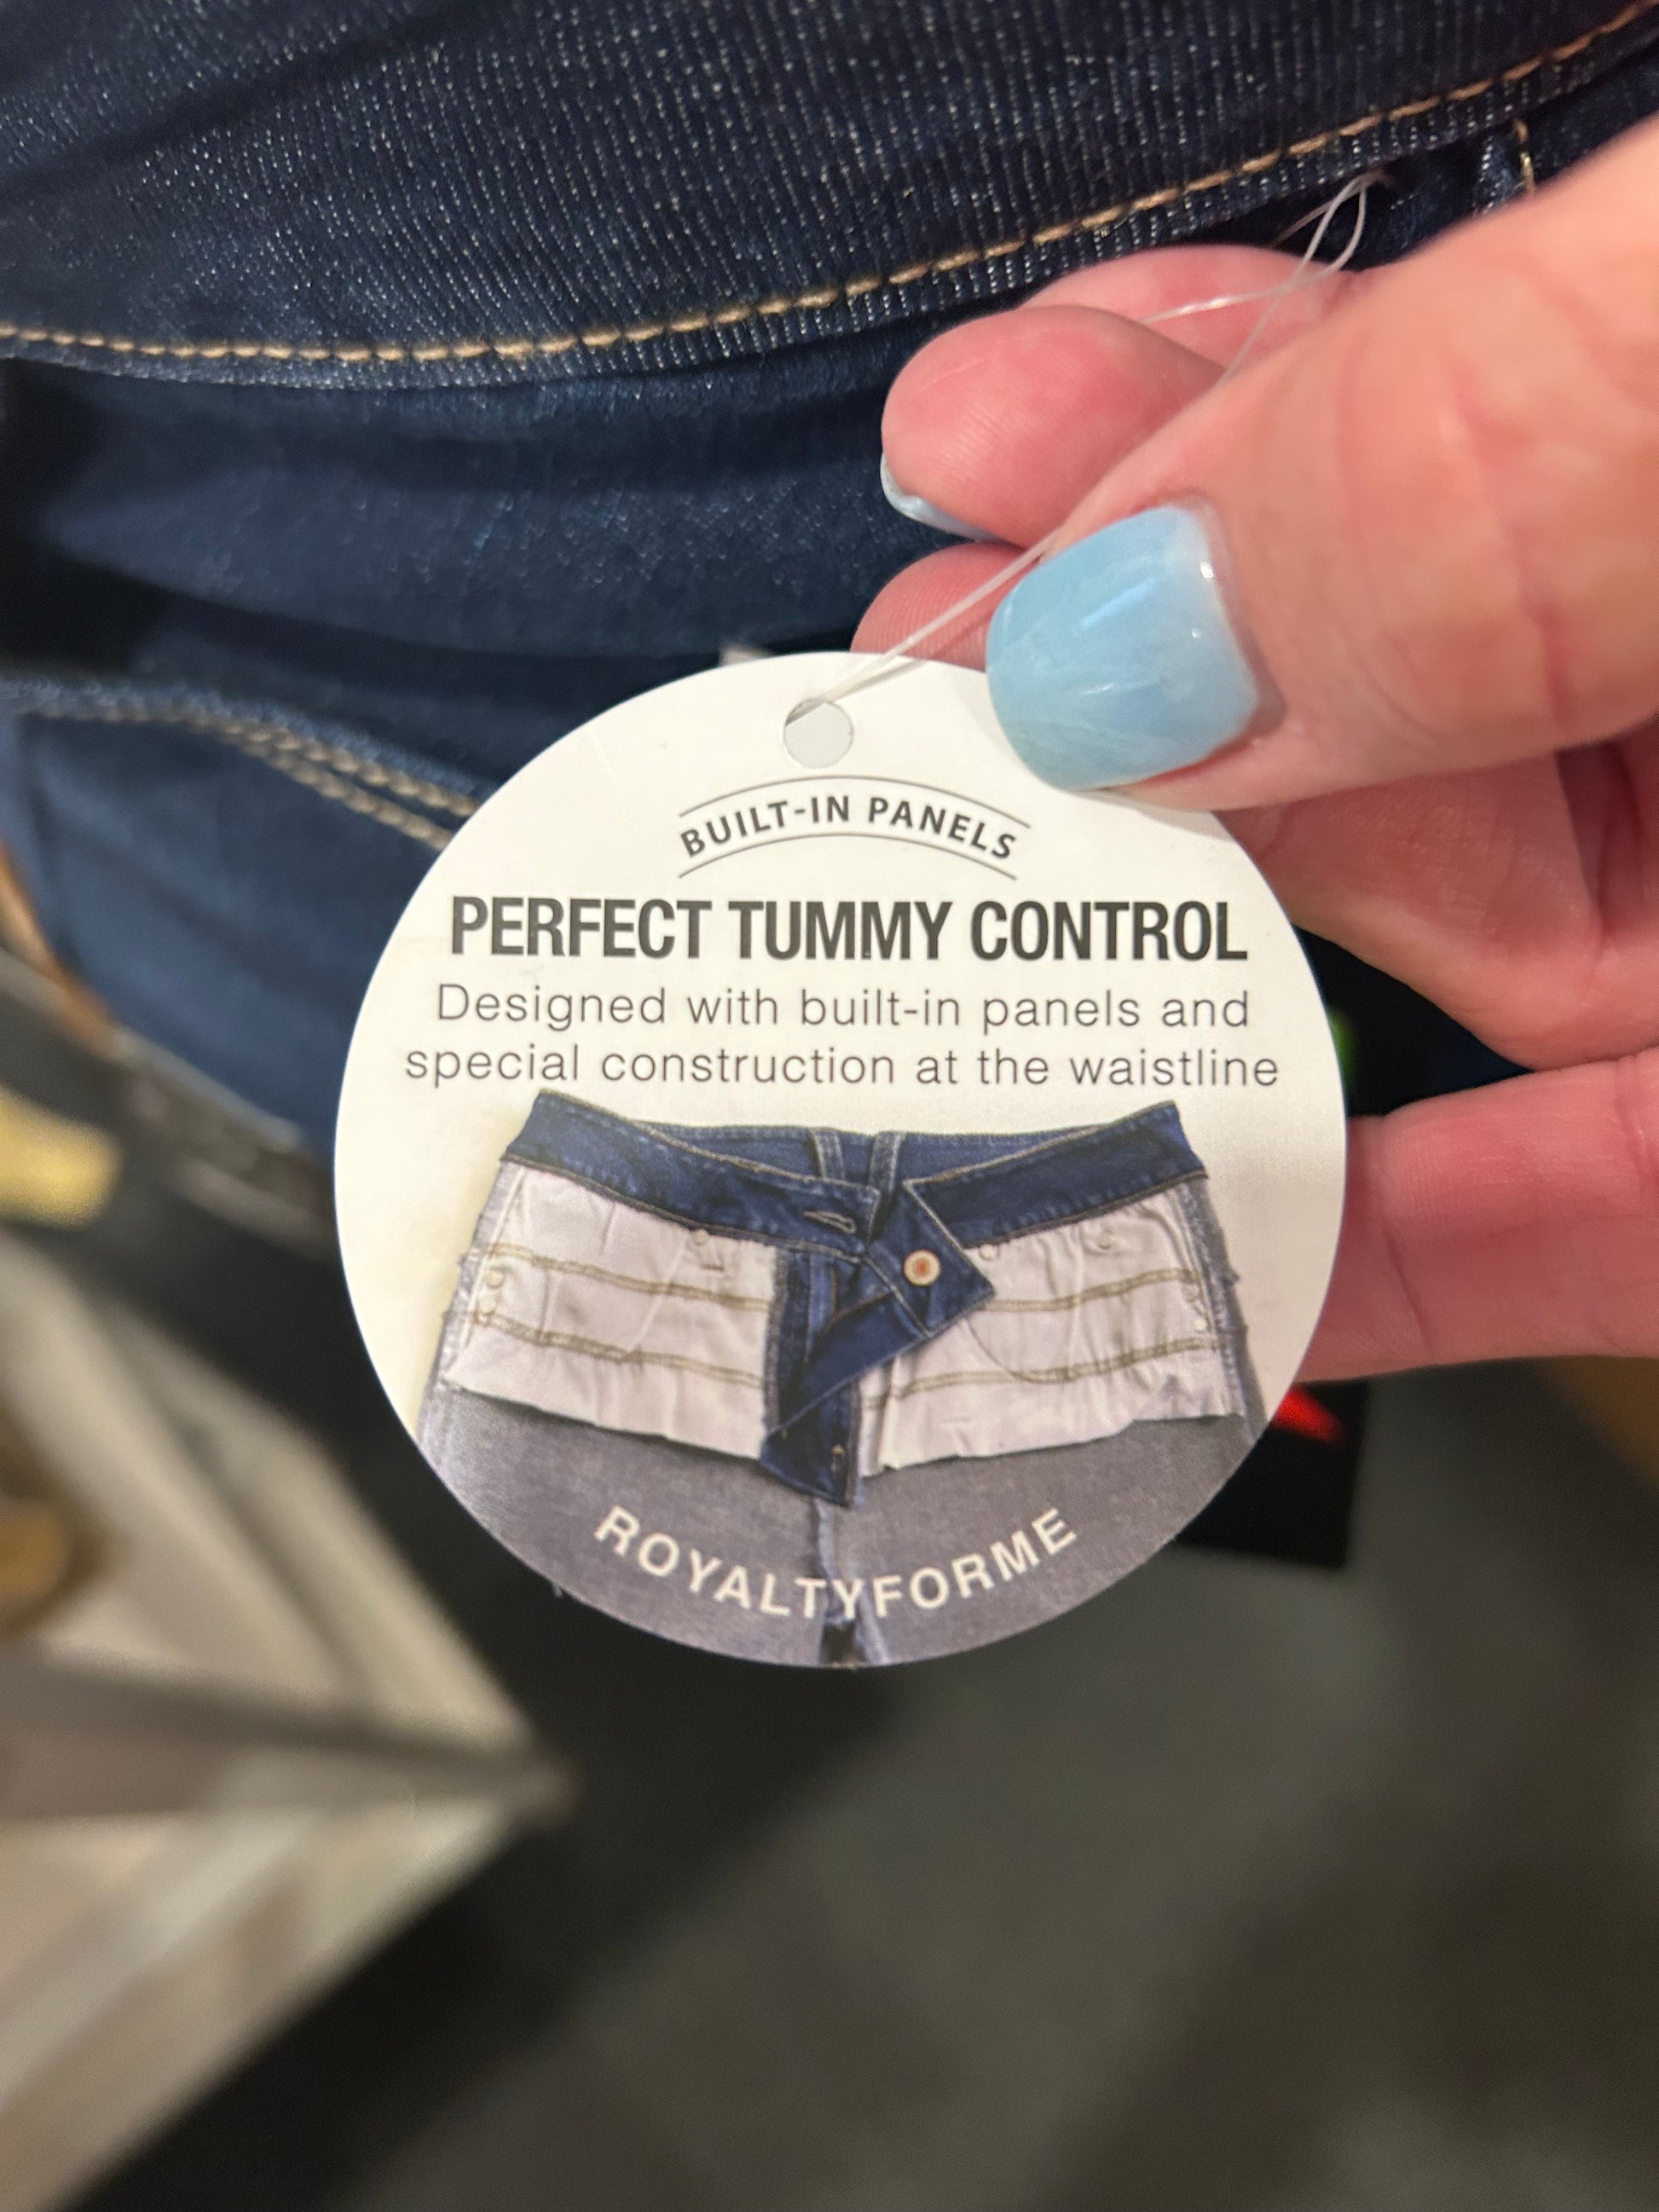 BUILT-IN PANELS
PERFECT TUMMY CONTROL
Designed with built-in panels and
special construction at the waistline
ROYALTYFORME